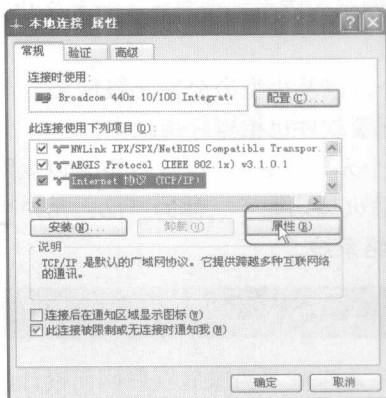 本地连接 属性
常规 验证 高级
连接时使用:
Broadcom 440x 10/100 Integrate
配置(C)...
此连接使用下列项目(O):
NWLink IPX/SPX/NetBIOS Compatible Transpor
AEGIS Protocol (IEEE 802.1x) v3.1.0.1
Internet 协议 (TCP/IP)
安装(N)... 卸载(U) 属性(R)
说明
TCP/IP 是默认的广域网协议。它提供跨越多种互联网络
的通讯。
连接后在通知区域显示图标(W)
此连接被限制或无连接时通知我(M)
确定 取消